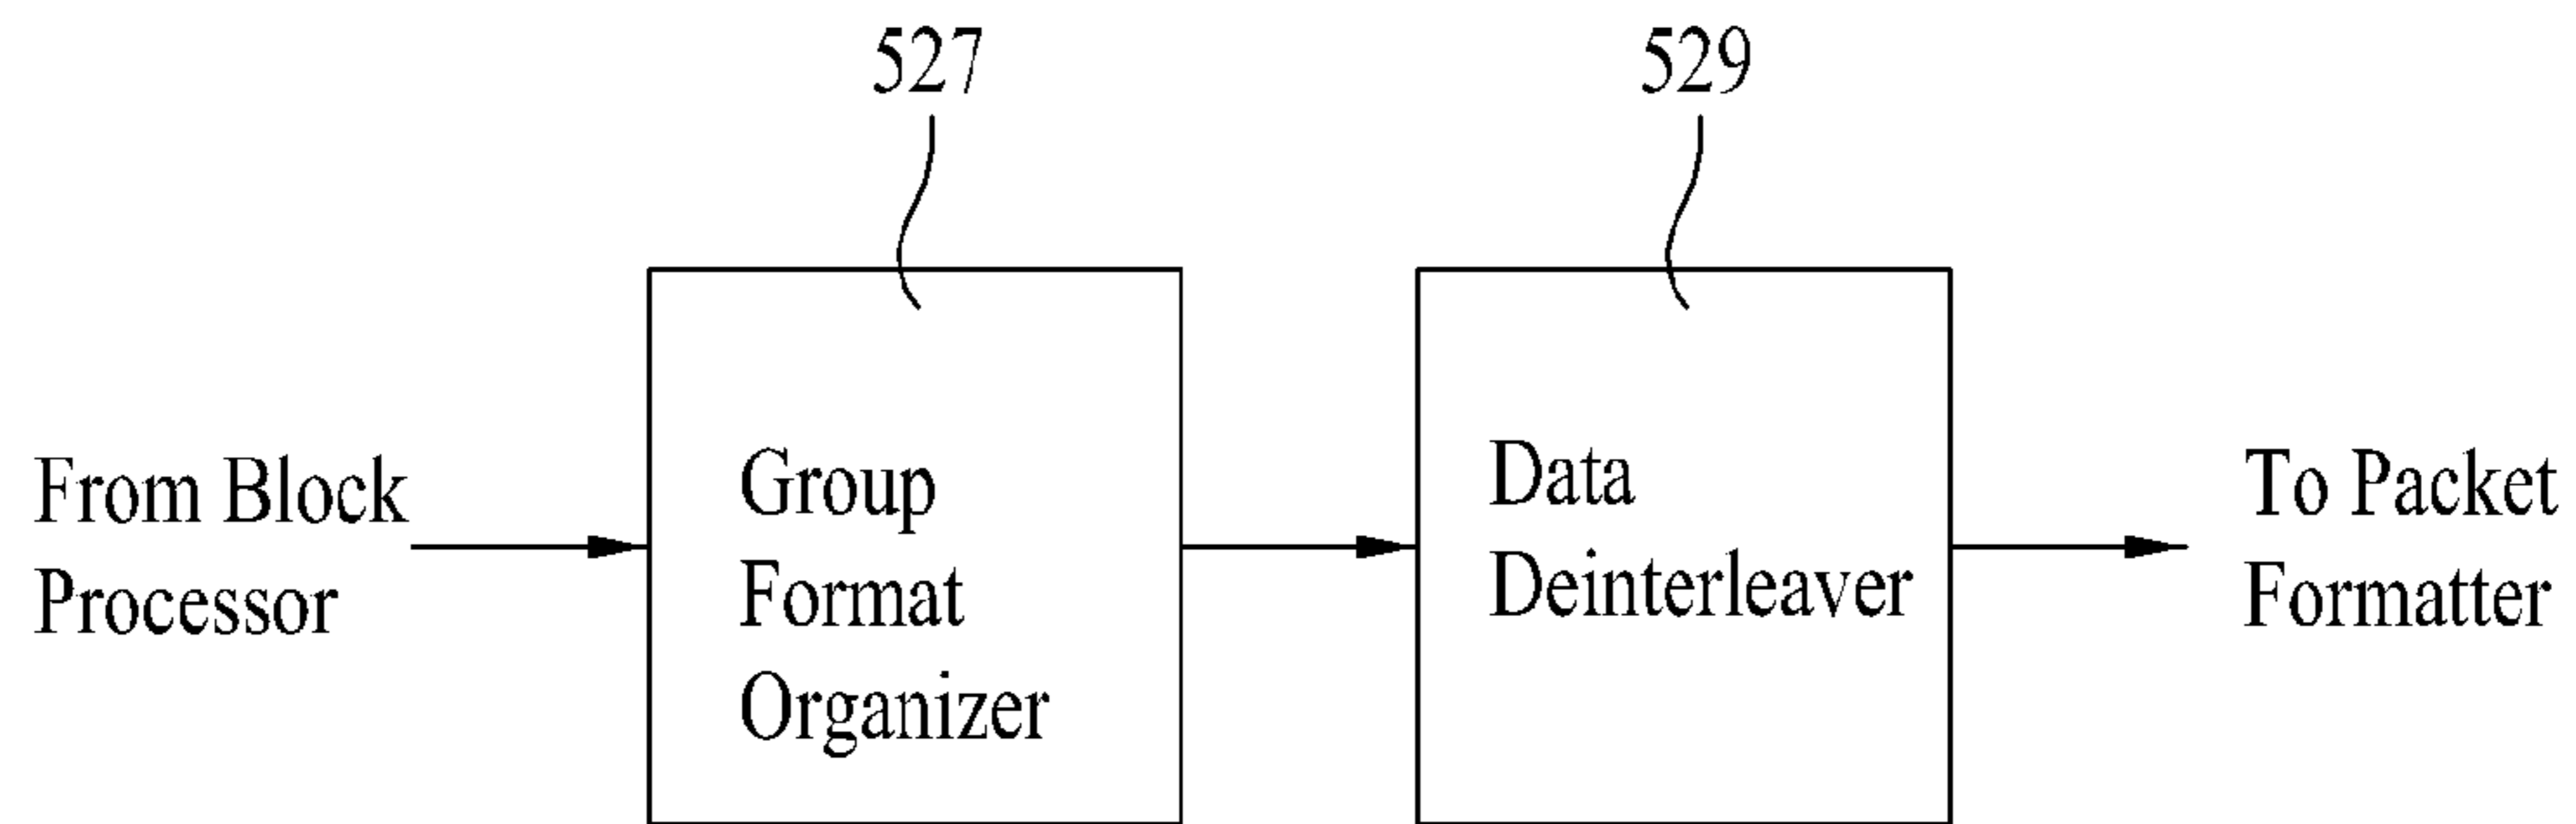 527
529
From Block
Processor
Group
Format
Organizer
Data
Deinterleaver
To Packet
Formatter